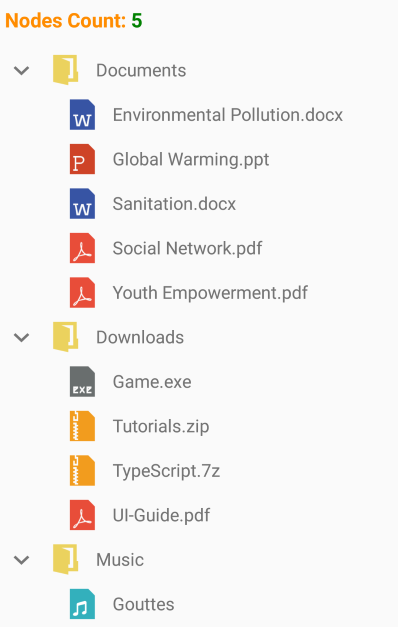 Nodes Count: 5
Documents
W Environmental Pollution.docx
P Global Warming.ppt
W Sanitation.docx
Social Network.pdf
Youth Empowerment.pdf
Downloads
EXE Game.exe
Tutorials.zip
TypeScript.7z
UI-Guide.pdf
Music
Gouttes